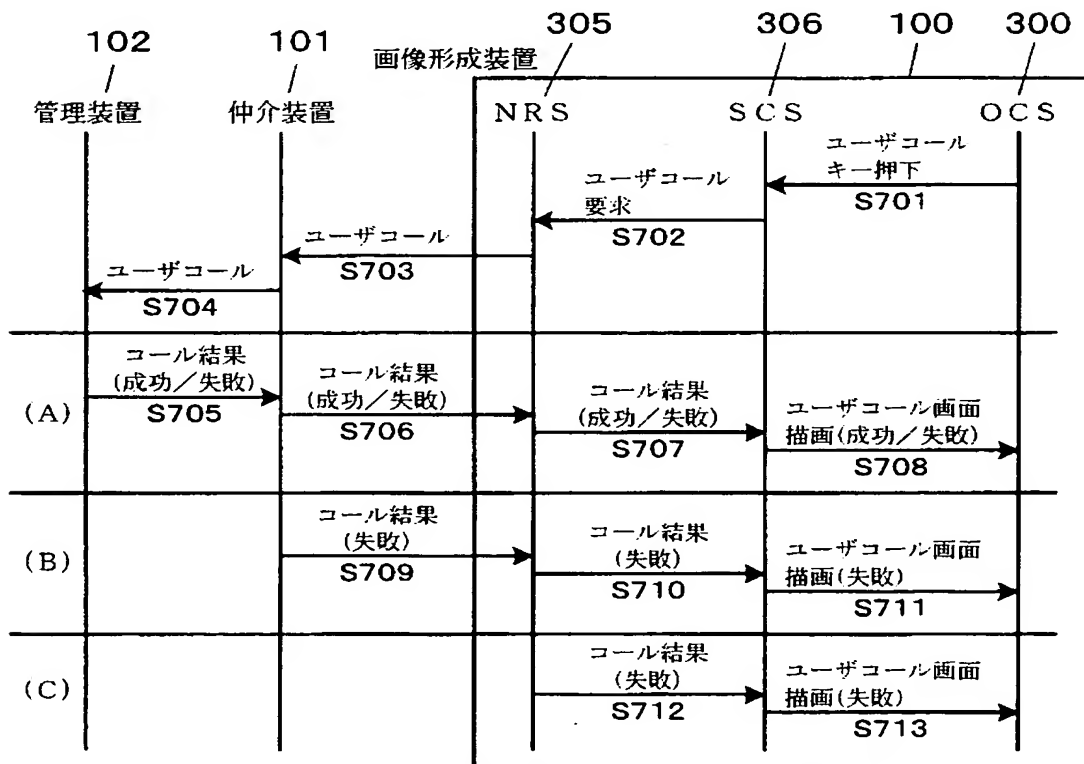 102
101
305
306
100
300
画像形成装置
管理装置
仲介装置
NRS
SCS
OCS
ユーザコール
キー押下
S701
ユーザコール
要求
S702
ユーザコール
S703
ユーザコール
S704
(A)
コール結果
(成功/失敗)
S705
コール結果
(成功/失敗)
S706
コール結果
(成功/失敗)
S707
ユーザコール画面
描画(成功/失敗)
S708
(B)
コール結果
(失敗)
S709
コール結果
(失敗)
S710
ユーザコール画面
描画(失敗)
S711
(C)
コール結果
(失敗)
S712
ユーザコール画面
描画(失敗)
S713